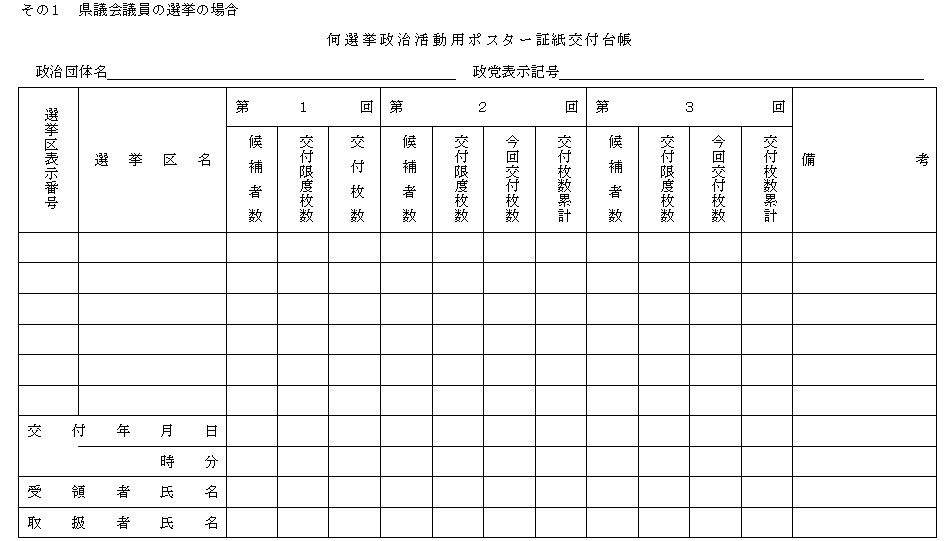 その1　県議会議員の選挙の場合
何選挙政治活動用ポスター証紙交付台帳
政治団体名　政党表示記号
選挙区表示番号
選挙区名
第1回
候補者数
交付限度枚数
交付枚数
第2回
候補者数
交付限度枚数
今回交付枚数
交付枚数累計
第3回
候補者数
交付限度枚数
今回交付枚数
交付枚数累計
備考
交付年月日
時分
受領者氏名
取扱者氏名